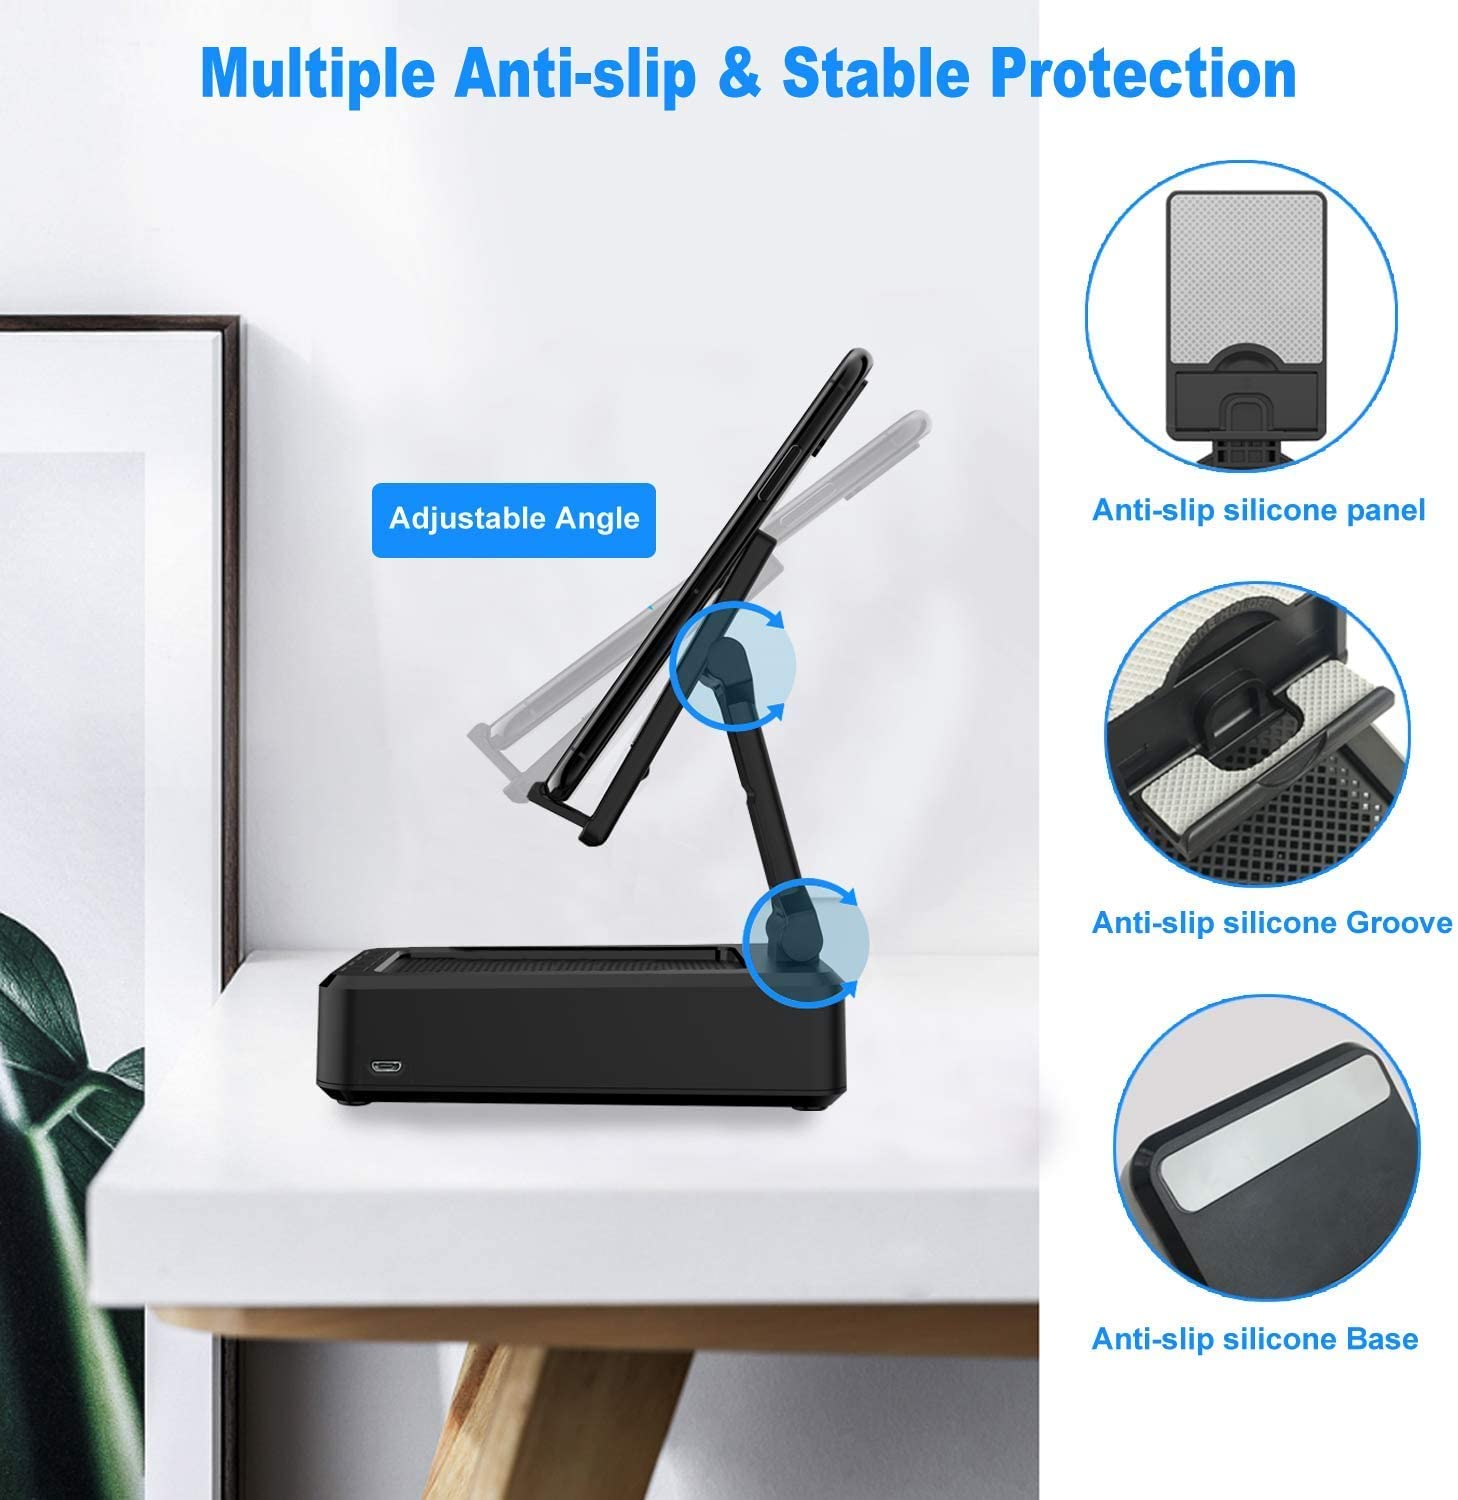 Multiple Anti-slip & Stable Protection
Adjustable Angle
Anti-slip silicone panel
Anti-slip silicone Groove
Anti-slip silicone Base